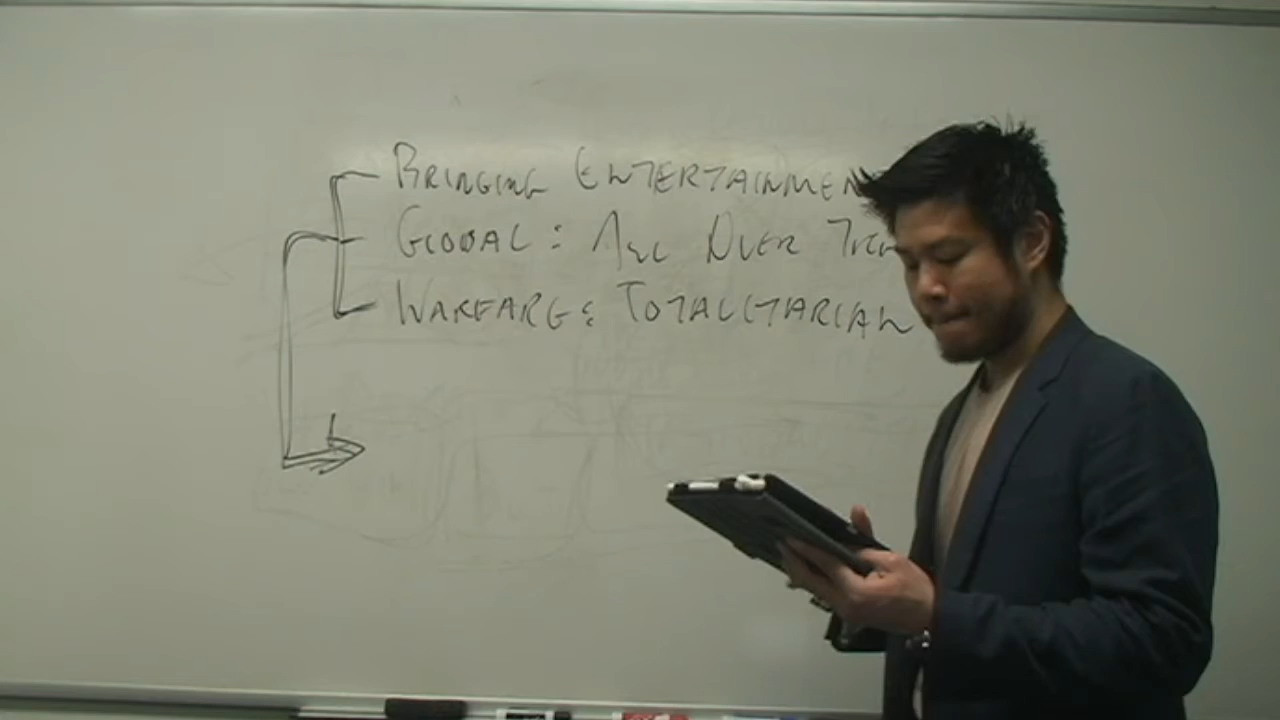 BRINGING ENTERTAINMEN
GLOBAL: ALL OVER
WARFARE: TOTALITARIAN